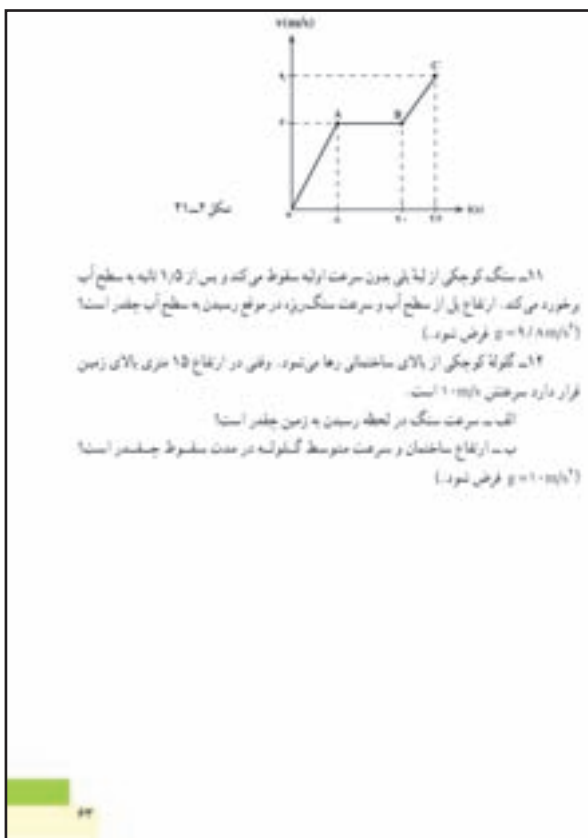 v(m/s)
C
A
B
t(s)
شکل ۲ــ۲۱
۱۱ــ سنگ کوچکی از لبهٔ پلی بدون سرعت اولیه سقوط می‌کند و پس از ۱/۵ ثانیه به سطح آب
برخورد می‌کند. ارتفاع پل از سطح آب و سرعت سنگ‌ریزه در موقع رسیدن به سطح آب چقدر است؟
(g = ۹/۸ m/s² فرض شود.)
۱۲ــ گلولهٔ کوچکی از بالای ساختمانی رها می‌شود. وقتی در ارتفاع ۱۵ متری بالای زمین
قرار دارد سرعتش ۱۰ m/s است.
الف ــ سرعت سنگ در لحظه رسیدن به زمین چقدر است؟
ب ــ ارتفاع ساختمان و سرعت متوسط گلوله در مدت سقوط چقدر است؟
(g = ۱۰ m/s² فرض شود.)
۶۳